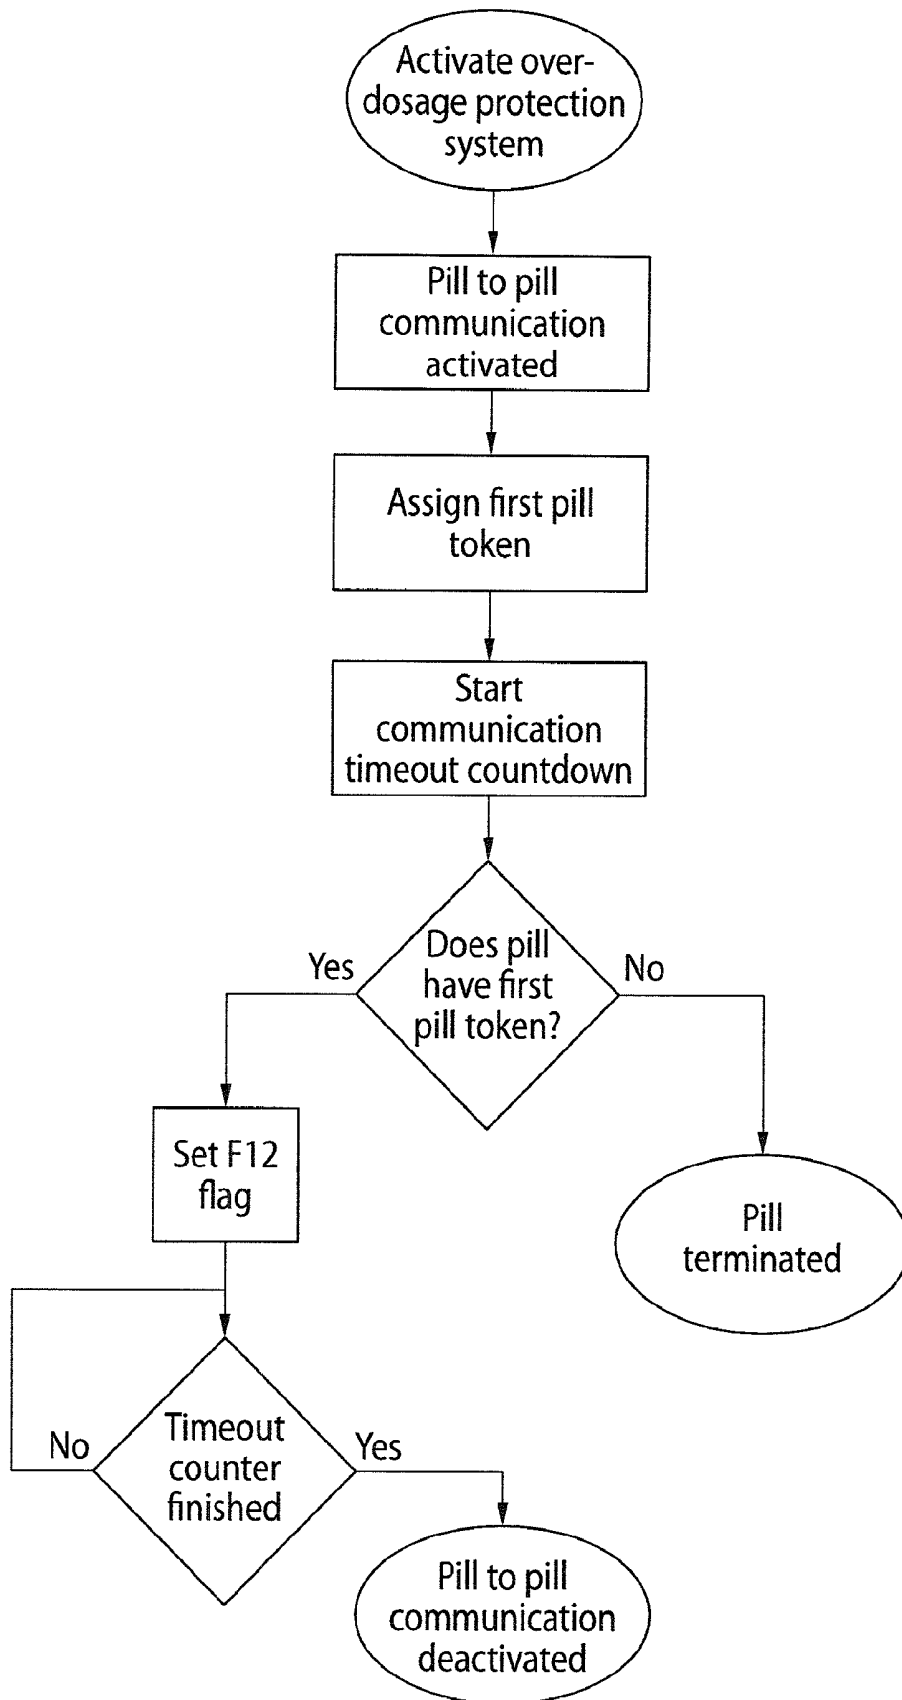 Activate over-
dosage protection
system
Pill to pill
communication
activated
Assign first pill
token
Start
communication
timeout countdown
Does pill
have first
pill token?
Yes
No
Set F12
flag
Pill
terminated
Timeout
counter
finished
No
Yes
Pill to pill
communication
deactivated